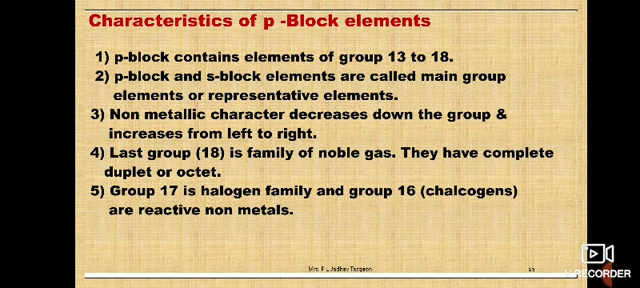 Characteristics of p -Block elements
1) p-block contains elements of group 13 to 18.
2) p-block and s-block elements are called main group
elements or representative elements.
3) Non metallic character decreases down the group &
increases from left to right.
4) Last group (18) is family of noble gas. They have complete
duplet or octet.
5) Group 17 is halogen family and group 16 (chalcogens)
are reactive non metals.
Mrs. P L Jadhav Tasgaon
RECORDER